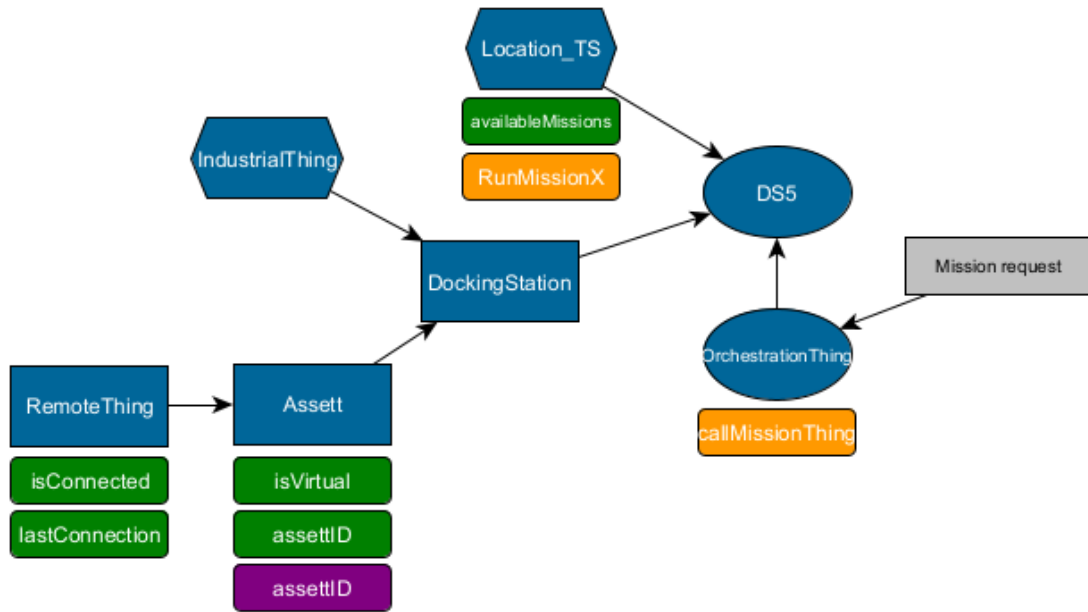 Location_TS
availableMissions
RunMissionX
IndustrialThing
DS5
DockingStation
Mission request
OrchestrationThing
callMissionThing
RemoteThing
isConnected
lastConnection
Assett
isVirtual
assettID
assettID